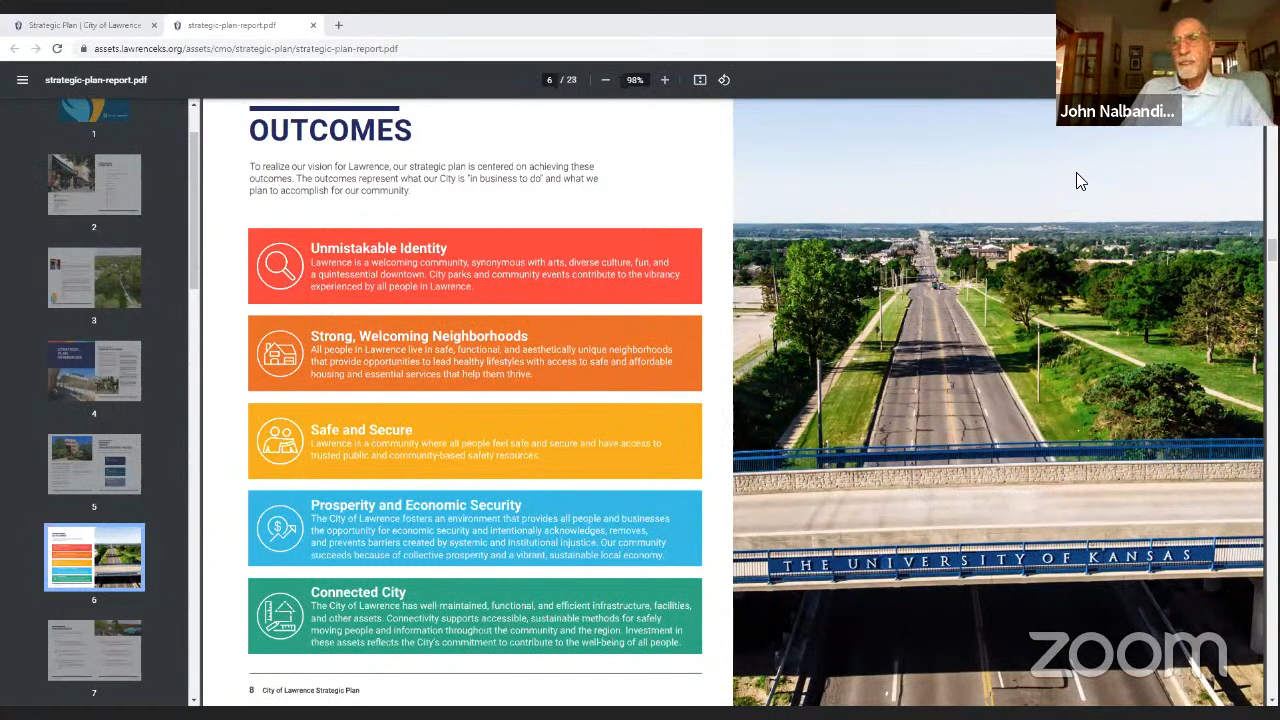 Strategic Plan | City of Lawrence
strategic-plan-report.pdf
assets.lawrenceks.org/assets/cmo/strategic-plan/strategic-plan-report.pdf
strategic-plan-report.pdf
6 / 23
98%
John Nalbandi...
1
2
3
4
5
6
7
OUTCOMES
To realize our vision for Lawrence, our strategic plan is centered on achieving these
outcomes. The outcomes represent what our City is "in business to do" and what we
plan to accomplish for our community.
Unmistakable Identity
Lawrence is a welcoming community, synonymous with arts, diverse culture, fun, and
a quintessential downtown. City parks and community events contribute to the vibrancy
experienced by all people in Lawrence.
Strong, Welcoming Neighborhoods
All people in Lawrence live in safe, functional, and aesthetically unique neighborhoods
that provide opportunities to lead healthy lifestyles with access to safe and affordable
housing and essential services that help them thrive.
Safe and Secure
Lawrence is a community where all people feel safe and secure and have access to
trusted public and community-based safety resources.
Prosperity and Economic Security
The City of Lawrence fosters an environment that provides all people and businesses
the opportunity for economic security and intentionally acknowledges, removes,
and prevents barriers created by systemic and institutional injustice. Our community
succeeds because of collective prosperity and a vibrant, sustainable local economy.
Connected City
The City of Lawrence has well-maintained, functional, and efficient infrastructure, facilities,
and other assets. Connectivity supports accessible, sustainable methods for safely
moving people and information throughout the community and the region. Investment in
these assets reflects the City's commitment to contribute to the well-being of all people.
8 City of Lawrence Strategic Plan
THE UNIVERSITY OF KANSAS
zoom